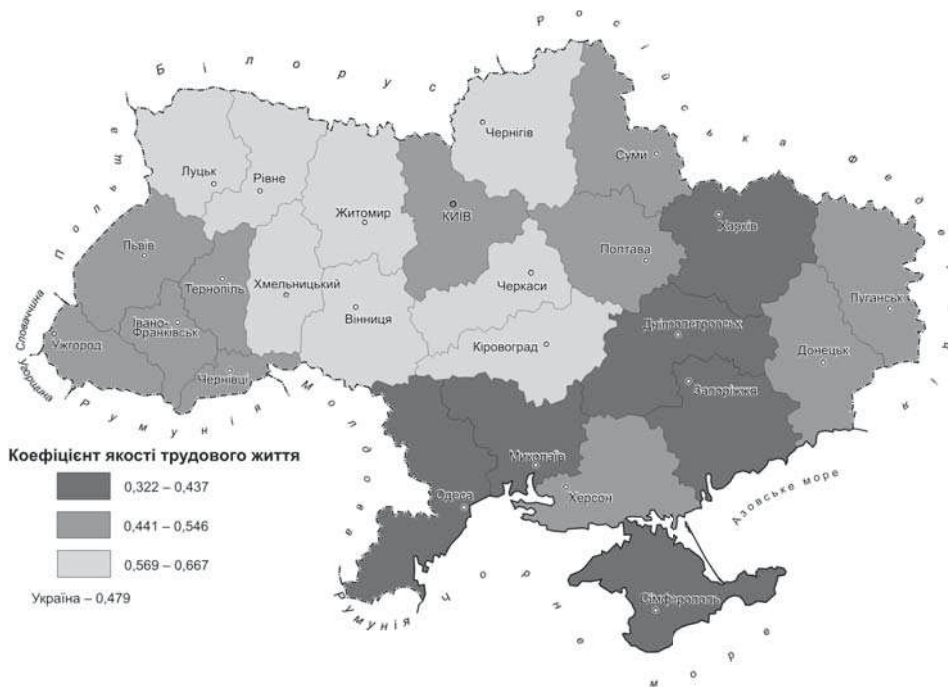 Польща
Білорусь
Російська Федерація
Словаччина
Угорщина
Румунія
Молдова
Румунія
Чорне море
Азовське море
Луцьк
Рівне
Житомир
КИЇВ
Чернігів
Суми
Харків
Полтава
Луганськ
Львів
Тернопіль
Хмельницький
Вінниця
Черкаси
Кіровоград
Дніпропетровськ
Донецьк
Запоріжжя
Івано-
Франківськ
Ужгород
Чернівці
Миколаїв
Херсон
Одеса
Сімферополь
Коефіцієнт якості трудового життя
0,322 – 0,437
0,441 – 0,546
0,569 – 0,667
Україна – 0,479